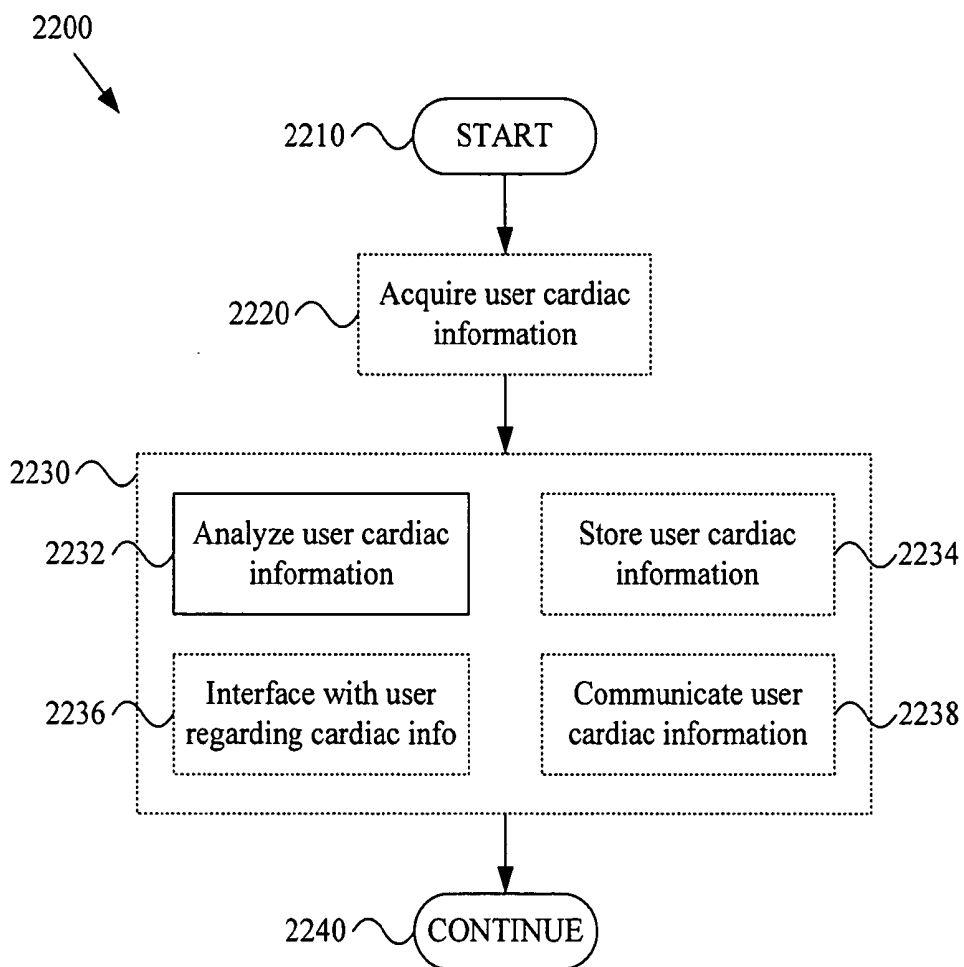 2200
2210
START
2220
Acquire user cardiac
information
2230
2232
Analyze user cardiac
information
Store user cardiac
information
2234
2236
Interface with user
regarding cardiac info
Communicate user
cardiac information
2238
2240
CONTINUE